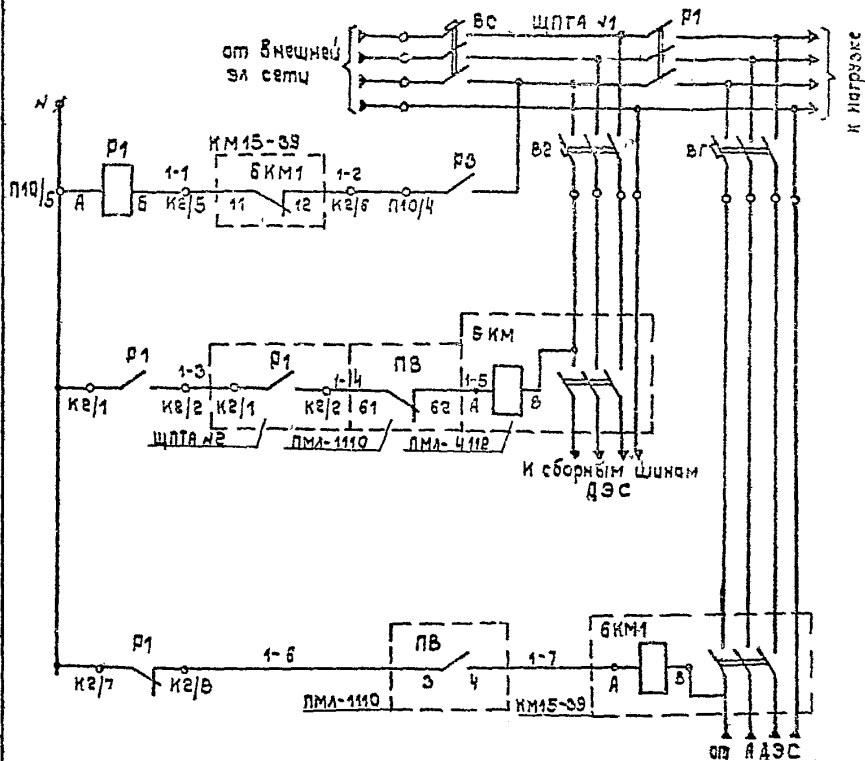 ВС ЩПТА №1 Р1
от внешней
эл сети
к нагрузке
N
Р1
КМ15-39
БКМ1
Р3
В2
ВГ
П10/5
А
Б
1-1
К2/5
11
12
1-2
К2/6
П10/4
БКМ
Р1
1-3
Р1
1-4
ПВ
1-5
К2/1
К2/2
К2/1
К2/2
61
62
А
В
ЩПТА №2
ПМЛ-1110
ПМЛ-4112
К сборным шинам
ДЭС
Р1
1-6
ПВ
1-7
БКМ1
К2/7
К2/8
3
4
А
В
ПМЛ-1110
КМ15-39
от АДЭС